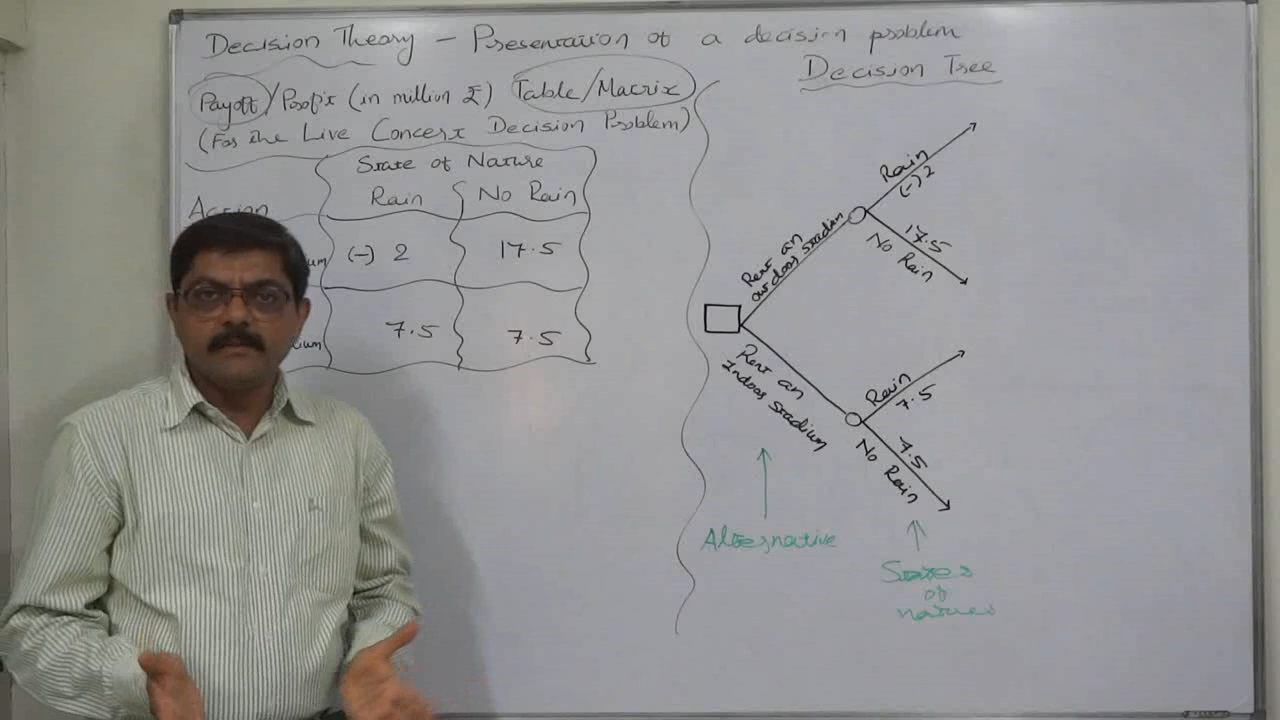 Decision Theory - Presentation of a decision problem
Payoff/Profit (in million ₹) Table/Matrix
(For the Live Concert Decision Problem)
State of Nature
Action Rain No Rain
um (-) 2 17.5
7.5 7.5
ium
Decision Tree
Rent an
outdoor stadium
Rain
(-) 2
17.5
No Rain
Rent an
Indoor stadium
Rain
7.5
7.5
No Rain
Alternative
States
of
nature